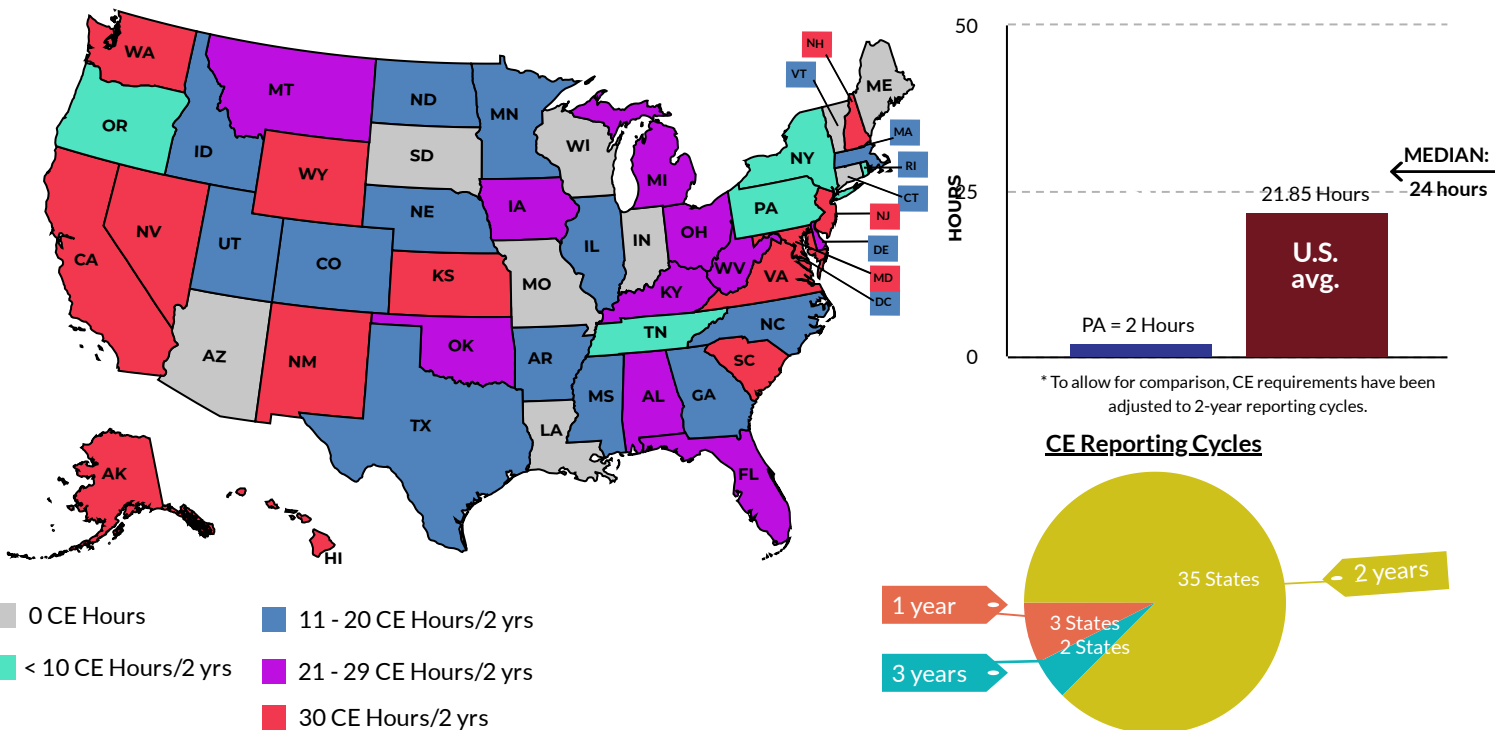 WA
OR
CA
NV
ID
MT
WY
UT
AZ
CO
NM
ND
SD
NE
KS
OK
TX
MN
IA
MO
AR
LA
WI
IL
MI
IN
OH
KY
TN
MS
AL
GA
FL
SC
NC
VA
WV
PA
NY
ME
NH
VT
MA
RI
CT
NJ
DE
MD
DC
AK
HI
0 CE Hours
< 10 CE Hours/2 yrs
11 - 20 CE Hours/2 yrs
21 - 29 CE Hours/2 yrs
30 CE Hours/2 yrs
50
25
0
HOURS
MEDIAN:
24 hours
21.85 Hours
U.S.
avg.
PA = 2 Hours
* To allow for comparison, CE requirements have been
adjusted to 2-year reporting cycles.
CE Reporting Cycles
35 States
2 years
1 year
3 States
2 States
3 years